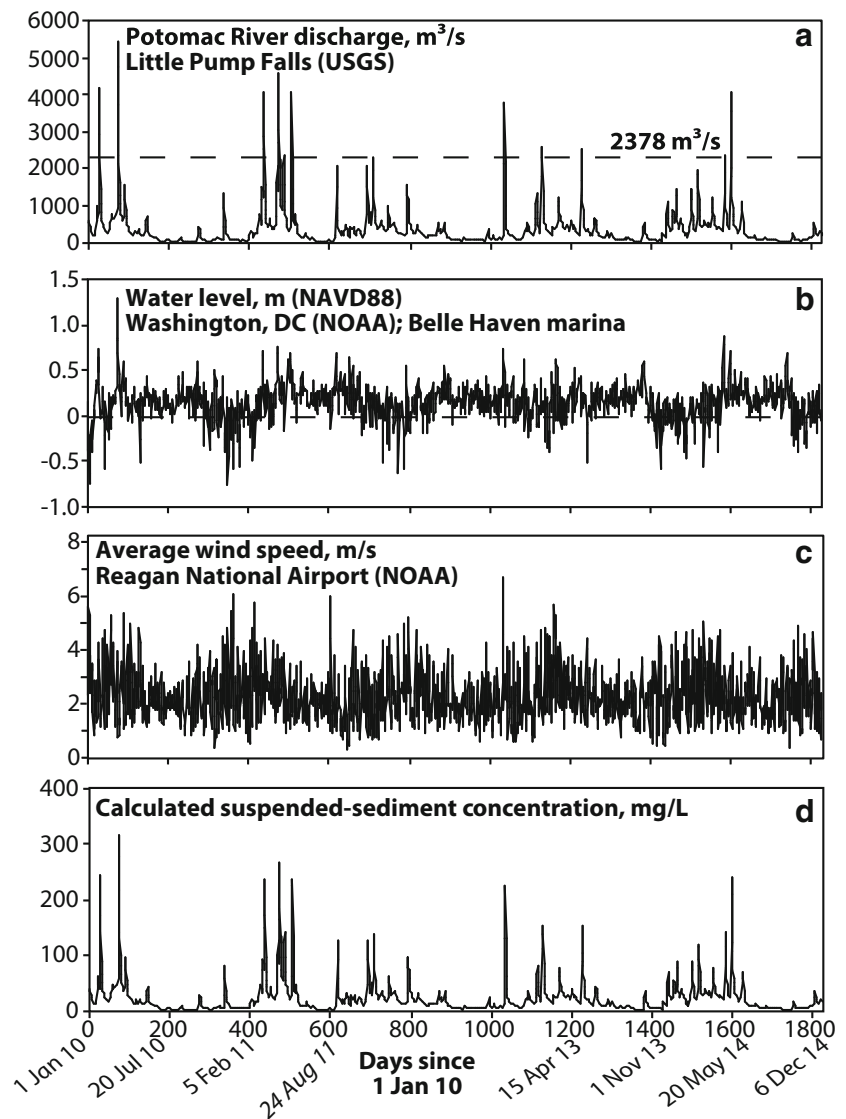 6000
5000
4000
3000
2000
1000
0
Potomac River discharge, m³/s
Little Pump Falls (USGS)
a
2378 m³/s
1.5
1.0
0.5
0
-0.5
-1.0
Water level, m (NAVD88)
Washington, DC (NOAA); Belle Haven marina
b
8
6
4
2
0
Average wind speed, m/s
Reagan National Airport (NOAA)
c
400
300
200
100
0
Calculated suspended-sediment concentration, mg/L
d
0 200 400 600 800 1000 1200 1400 1600 1800
1 Jan 10 20 Jul 10 5 Feb 11 24 Aug 11 15 Apr 13 1 Nov 13 20 May 14 6 Dec 14
Days since
1 Jan 10